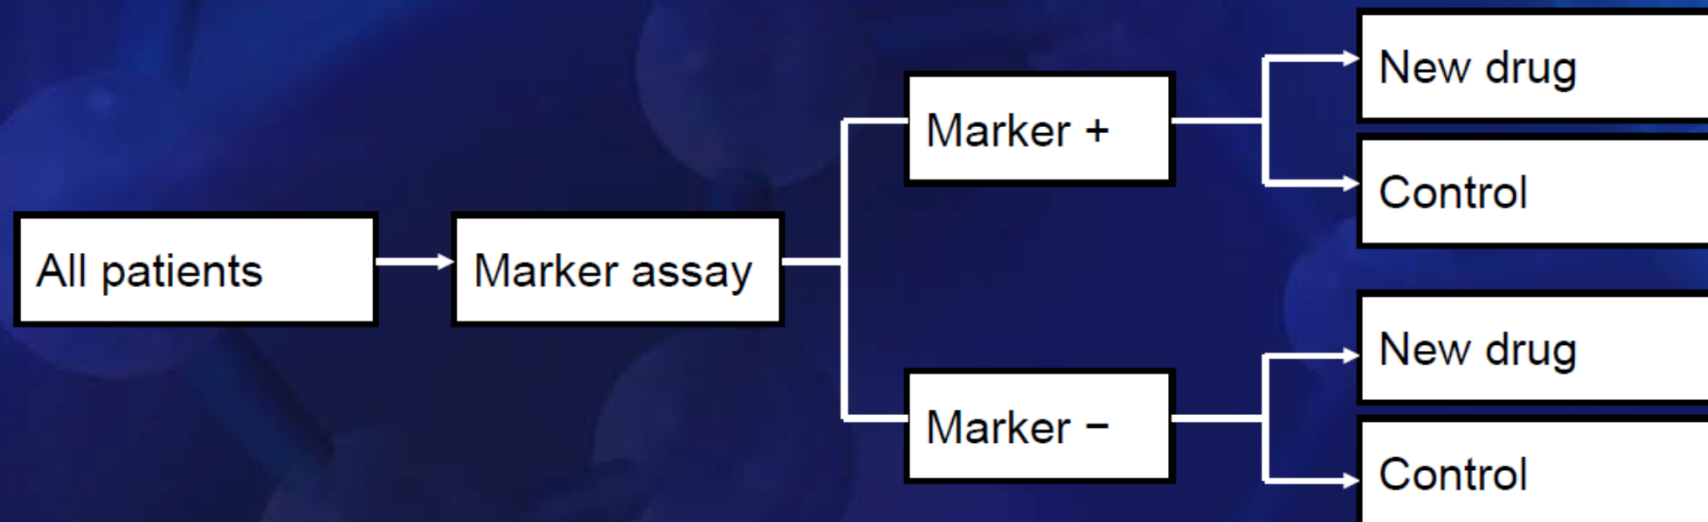 All patients
Marker assay
Marker +
Marker −
New drug
Control
New drug
Control